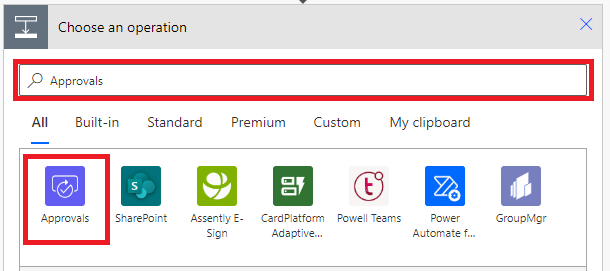 Choose an operation
Approvals
All Built-in Standard Premium Custom My clipboard
Approvals SharePoint Assently E- CardPlatform Powell Teams Power GroupMgr
Sign Adaptive... Automate f...